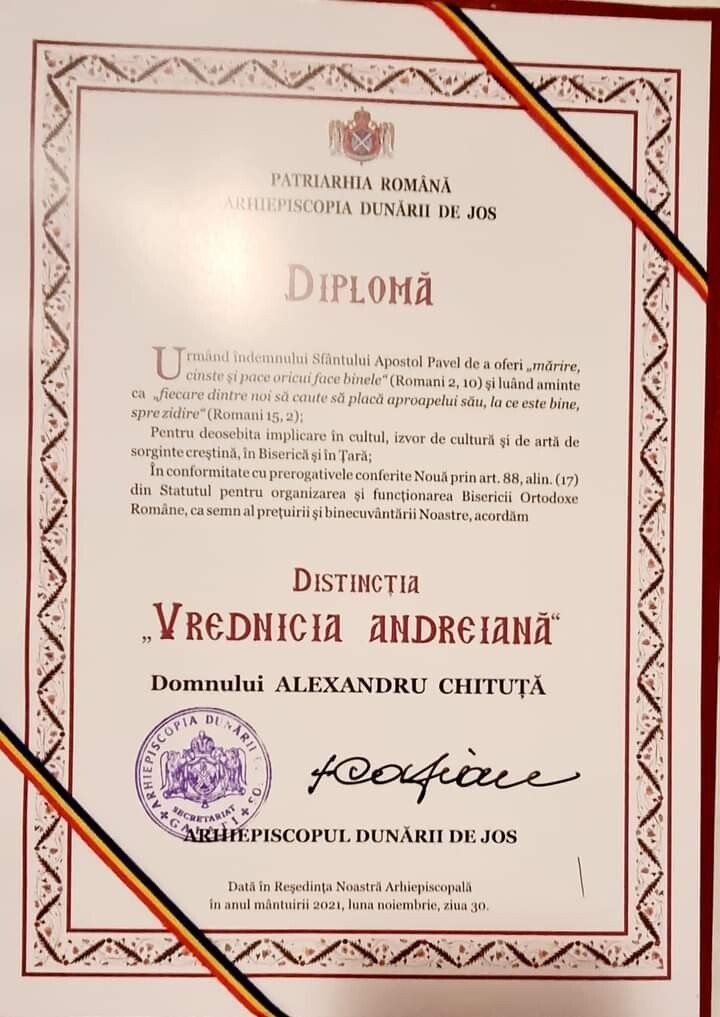 PATRIARHIA ROMÂNĂ
ARHIEPISCOPIA DUNĂRII DE JOS
DIPLOMĂ
Urmând îndemnului Sfântului Apostol Pavel de a oferi „mărire,
cinste și pace oricui face binele“ (Romani 2, 10) și luând aminte
ca „fiecare dintre noi să caute să placă aproapelui său, la ce este bine,
spre zidire“ (Romani 15, 2);
Pentru deosebita implicare în cultul, izvor de cultură și de artă de
sorginte creștină, în Biserică și în Țară;
În conformitate cu prerogativele conferite Nouă prin art. 88, alin. (17)
din Statutul pentru organizarea și funcționarea Bisericii Ortodoxe
Române, ca semn al prețuirii și binecuvântării Noastre, acordăm
DISTINCȚIA
„VREDNICIA ANDREIANĂ“
Domnului ALEXANDRU CHITUȚĂ
ARHIEPISCOPIA DUNĂRII
SECRETARIAT
GALAȚI
+Casian
ARHIEPISCOPUL DUNĂRII DE JOS
Dată în Reședința Noastră Arhiepiscopală
în anul mântuirii 2021, luna noiembrie, ziua 30.